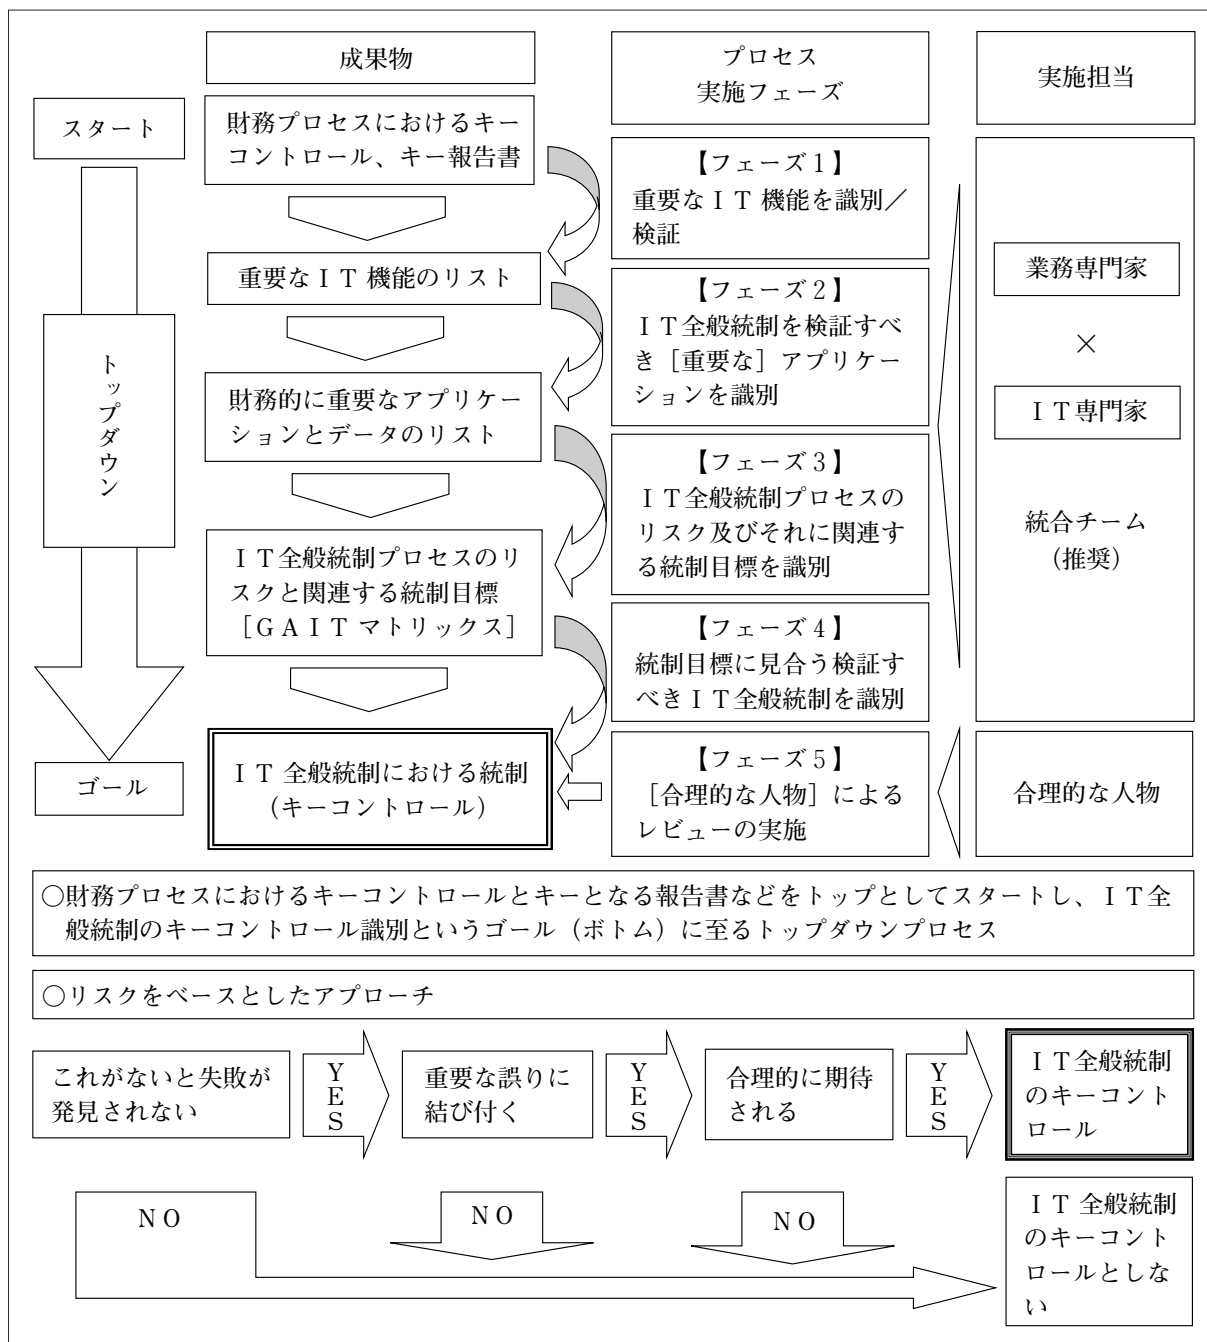 成果物
プロセス
実施フェーズ
実施担当
スタート
財務プロセスにおけるキー
コントロール、キー報告書
【フェーズ1】
重要なＩＴ機能を識別／
検証
重要なＩＴ機能のリスト
【フェーズ2】
ＩＴ全般統制を検証すべ
き［重要な］アプリケー
ションを識別
業務専門家
×
ＩＴ専門家
統合チーム
（推奨）
トップダウン
財務的に重要なアプリケー
ションとデータのリスト
【フェーズ3】
ＩＴ全般統制プロセスの
リスク及びそれに関連す
る統制目標を識別
ＩＴ全般統制プロセスのリ
スクと関連する統制目標
［ＧＡＩＴマトリックス］
【フェーズ4】
統制目標に見合う検証す
べきＩＴ全般統制を識別
ゴール
ＩＴ全般統制における統制
（キーコントロール）
【フェーズ5】
［合理的な人物］による
レビューの実施
合理的な人物
○財務プロセスにおけるキーコントロールとキーとなる報告書などをトップとしてスタートし、ＩＴ全
般統制のキーコントロール識別というゴール（ボトム）に至るトップダウンプロセス
○リスクをベースとしたアプローチ
これがないと失敗が
発見されない
ＹＥＳ
重要な誤りに
結び付く
ＹＥＳ
合理的に期待
される
ＹＥＳ
ＩＴ全般統制
のキーコント
ロール
ＮＯ
ＮＯ
ＮＯ
ＩＴ全般統制
のキーコント
ロールとしな
い